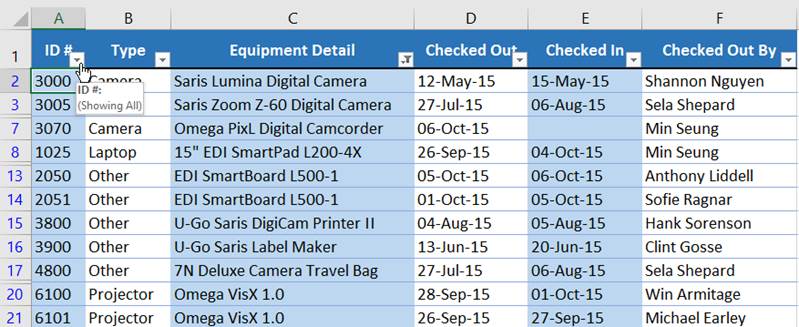 A B C D E F
1 ID # Type Equipment Detail Checked Out Checked In Checked Out By
2 3000 Camera Saris Lumina Digital Camera 12-May-15 15-May-15 Shannon Nguyen
ID #:
(Showing All)
3 3005 Saris Zoom Z-60 Digital Camera 27-Jul-15 06-Aug-15 Sela Shepard
7 3070 Camera Omega PixL Digital Camcorder 06-Oct-15 Min Seung
8 1025 Laptop 15" EDI SmartPad L200-4X 26-Sep-15 04-Oct-15 Min Seung
13 2050 Other EDI SmartBoard L500-1 05-Oct-15 06-Oct-15 Anthony Liddell
14 2051 Other EDI SmartBoard L500-1 01-Oct-15 05-Oct-15 Sofie Ragnar
15 3800 Other U-Go Saris DigiCam Printer II 04-Aug-15 05-Aug-15 Hank Sorenson
16 3900 Other U-Go Saris Label Maker 13-Jun-15 20-Jun-15 Clint Gosse
17 4800 Other 7N Deluxe Camera Travel Bag 27-Jul-15 06-Aug-15 Sela Shepard
20 6100 Projector Omega VisX 1.0 28-Sep-15 01-Oct-15 Win Armitage
21 6101 Projector Omega VisX 1.0 26-Sep-15 27-Sep-15 Michael Earley